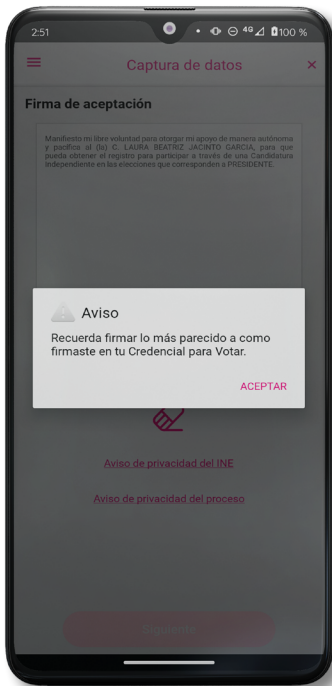 2:51
4G
100 %
Captura de datos
×
Firma de aceptación
Manifiesto mi libre voluntad para otorgar mi apoyo de manera autónoma
y pacífica al (la) C. LAURA BEATRIZ JACINTO GARCIA, para que
pueda obtener el registro para participar a través de una Candidatura
Independiente en las elecciones que corresponden a PRESIDENTE.
Aviso
Recuerda firmar lo más parecido a como
firmaste en tu Credencial para Votar.
ACEPTAR
Aviso de privacidad del INE
Aviso de privacidad del proceso
Siguiente